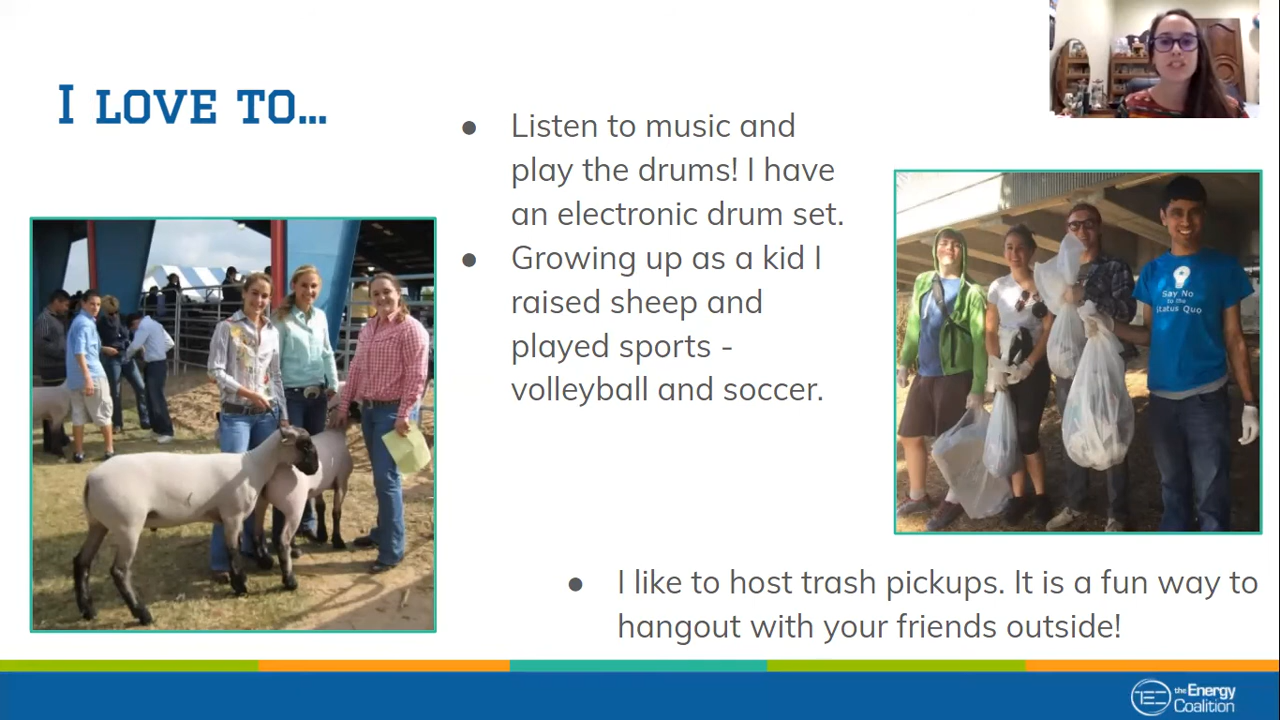 I LOVE TO...
● Listen to music and
play the drums! I have
an electronic drum set.
● Growing up as a kid I
raised sheep and
played sports -
volleyball and soccer.
Say No
to the
Status Quo
● I like to host trash pickups. It is a fun way to
hangout with your friends outside!
the Energy
Coalition